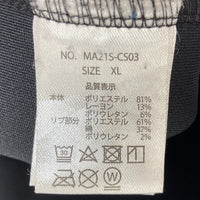 NO. MA21S-CS03
SIZE XL
品質表示
本体 ポリエステル 81%
レーヨン 13%
ポリウレタン 6%
リブ部分 ポリエステル 61%
綿 37%
ポリウレタン 2%